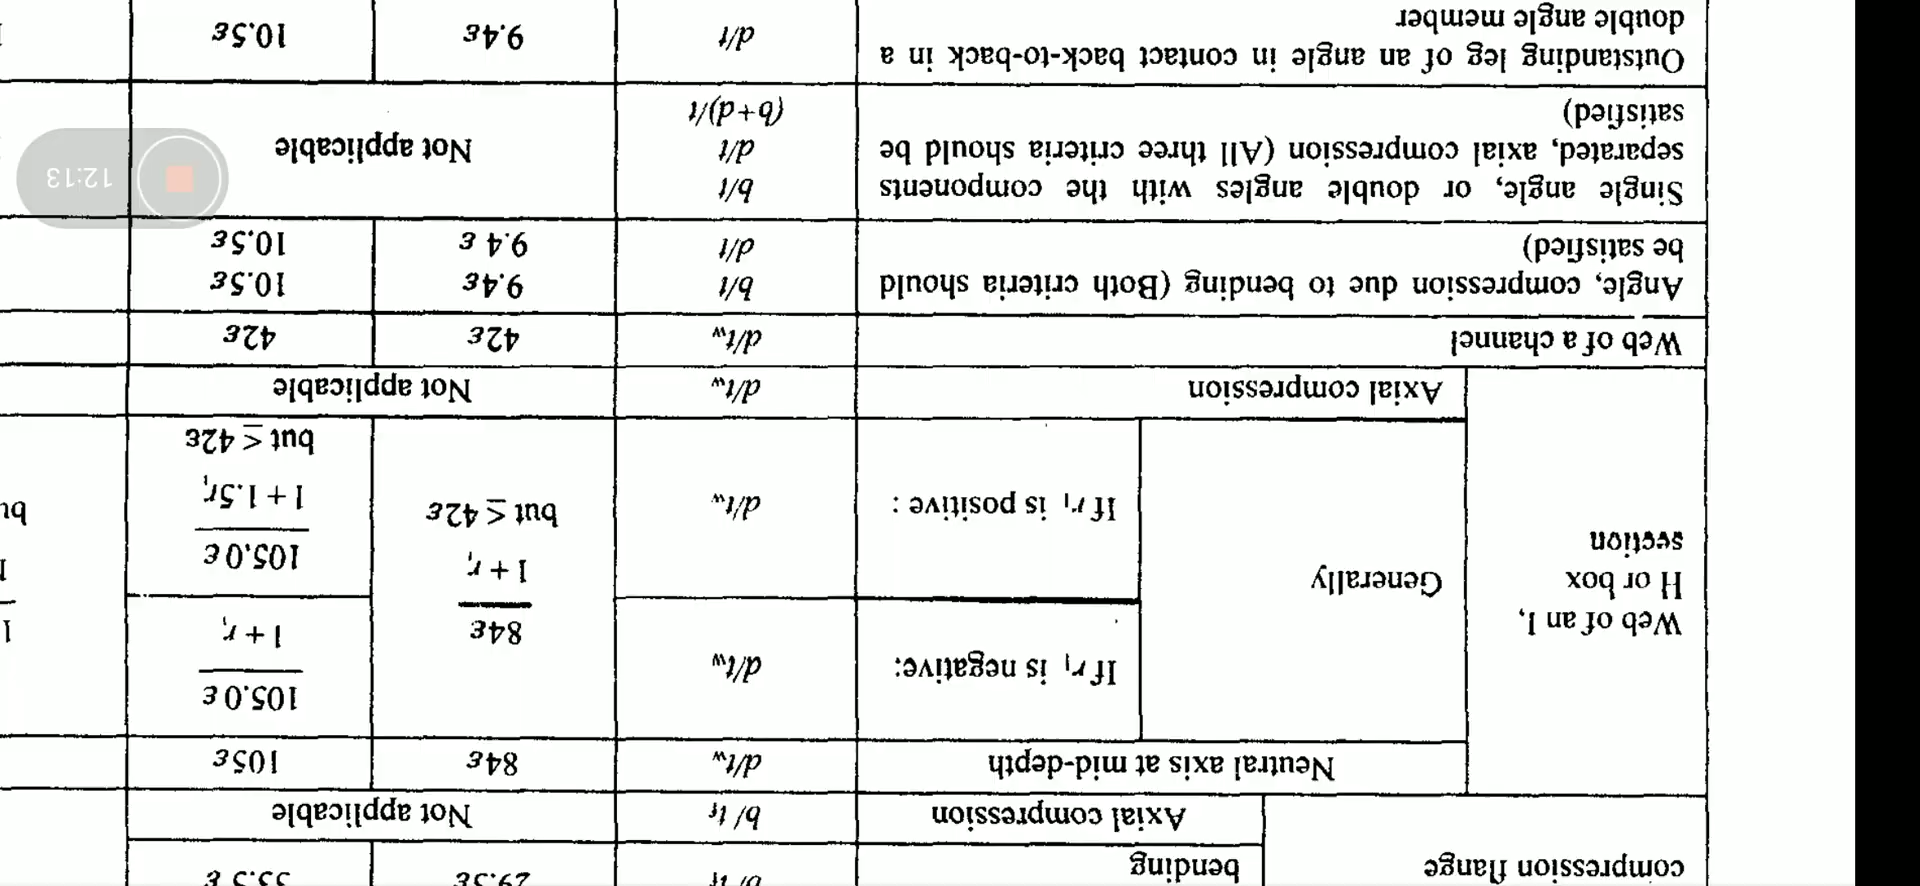 bending
b/ tf 29.3ε 33.5 ε
compression flange
Axial compression b/ tf Not applicable
Web of an I,
H or box
section
Neutral axis at mid-depth d/tw 84ε 105ε
Generally
If r1 is negative: d/tw
84ε
1 + r1
but ≤ 42ε
105.0 ε
1 + r1
If r1 is positive : d/tw
105.0 ε
1 + 1.5r1
but ≤ 42ε
bu
Axial compression d/tw Not applicable
Web of a channel d/tw 42ε 42ε
Angle, compression due to bending (Both criteria should
be satisfied)
b/t 9.4ε 10.5ε
d/t 9.4 ε 10.5ε
Single angle, or double angles with the components
separated, axial compression (All three criteria should be
satisfied)
b/t
d/t
(b+d)/t
Not applicable
Outstanding leg of an angle in contact back-to-back in a
double angle member
d/t 9.4ε 10.5ε
12:13